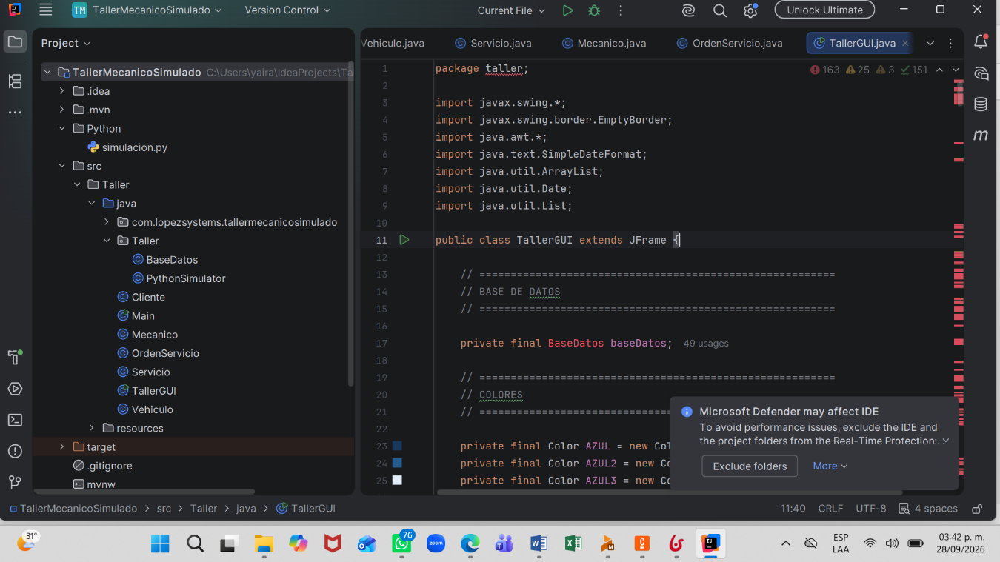 TM TallerMecanicoSimulado Version Control Current File Unlock Ultimate
Project
TallerMecanicoSimulado C:\Users\yaira\IdeaProjects\Ta
.idea
.mvn
Python
simulacion.py
src
Taller
java
com.lopezsystems.tallermecanicosimulado
Taller
BaseDatos
PythonSimulator
Cliente
Main
Mecanico
OrdenServicio
Servicio
TallerGUI
Vehiculo
resources
target
.gitignore
mvnw
Vehiculo.java Servicio.java Mecanico.java OrdenServicio.java TallerGUI.java
163 25 3 151
1 package taller;
2
3 import javax.swing.*;
4 import javax.swing.border.EmptyBorder;
5 import java.awt.*;
6 import java.text.SimpleDateFormat;
7 import java.util.ArrayList;
8 import java.util.Date;
9 import java.util.List;
10
11 public class TallerGUI extends JFrame {
12
13 // =========================================================
14 // BASE DE DATOS
15 // =========================================================
16
17 private final BaseDatos baseDatos; 49 usages
18
19 // =========================================================
20 // COLORES
21 // ===============================
22
23 private final Color AZUL = new Col
24 private final Color AZUL2 = new Co
25 private final Color AZUL3 = new Co
Microsoft Defender may affect IDE
To avoid performance issues, exclude the IDE and
the project folders from the Real-Time Protection:...
Exclude folders More
TallerMecanicoSimulado > src > Taller > java > TallerGUI 11:40 CRLF UTF-8 4 spaces
31° 76 zoom ESP
LAA
03:42 p. m.
28/09/2026